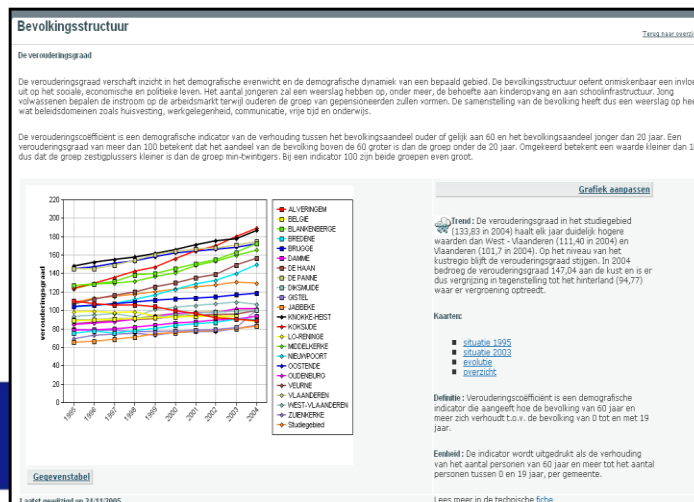 Bevolkingsstructuur
Terug naar overzi
De verouderingsgraad
De verouderingsgraad verschaft inzicht in het demografische evenwicht en de demografische dynamiek van een bepaald gebied. De bevolkingsstructuur oefent onmiskenbaar een invloe
uit op het sociale, economische en politieke leven. Het aantal jongeren zal een weerslag hebben op, onder meer, de behoefte aan kinderopvang en aan schoolinfrastructuur. Jong
volwassenen bepalen de instroom op de arbeidsmarkt terwijl ouderen de groep van gepensioneerden zullen vormen. De samenstelling van de bevolking heeft dus een weerslag op hee
wat beleidsdomeinen zoals huisvesting, werkgelegenheid, communicatie, vrije tijd en onderwijs.
De verouderingscoëfficiënt is een demografische indicator van de verhouding tussen het bevolkingsaandeel ouder of gelijk aan 60 en het bevolkingsaandeel jonger dan 20 jaar. Een
verouderingsgraad van meer dan 100 betekent dat het aandeel van de bevolking boven de 60 groter is dan de groep onder de 20 jaar. Omgekeerd betekent een waarde kleiner dan 1
dus dat de groep zestigplussers kleiner is dan de groep min-twintigers. Bij een indicator 100 zijn beide groepen even groot.
220
200
180
160
140
120
100
80
60
40
20
0
verouderingsgraad
1995
1996
1997
1998
1999
2000
2001
2002
2003
2004
ALVERINGEM
BELGIE
BLANKENBERGE
BREDENE
BRUGGE
DAMME
DE HAAN
DE PANNE
DIKSMUIDE
GISTEL
JABBEKE
KNOKKE-HEIST
KOKSIJDE
LO-RENINGE
MIDDELKERKE
NIEUWPOORT
OOSTENDE
OUDENBURG
VEURNE
VLAANDEREN
WEST-VLAANDEREN
ZUIENKERKE
Studiegebied
Gegevenstabel
Grafiek aanpassen
Trend: De verouderingsgraad in het studiegebied
(133,83 in 2004) haalt elk jaar duidelijk hogere
waarden dan West - Vlaanderen (111,40 in 2004) en
Vlaanderen (101,7 in 2004). Op het niveau van het
kustregio blijft de verouderingsgraad stijgen. In 2004
bedroeg de verouderingsgraad 147,04 aan de kust en is er
dus vergrijzing in tegenstelling tot het hinterland (94,77)
waar er vergroening optreedt.
Kaarten:
situatie 1995
situatie 2003
evolutie
overzicht
Definitie: Verouderingscoëfficiënt is een demografische
indicator die aangeeft hoe de bevolking van 60 jaar en
meer zich verhoudt t.o.v. de bevolking van 0 tot en met 19
jaar.
Eenheid: De indicator wordt uitgedrukt als de verhouding
van het aantal personen van 60 jaar en meer tot het aantal
personen tussen 0 en 19 jaar, per gemeente.
Laatst gewijzigd op 24/11/2005
Lees meer in de technische fiche